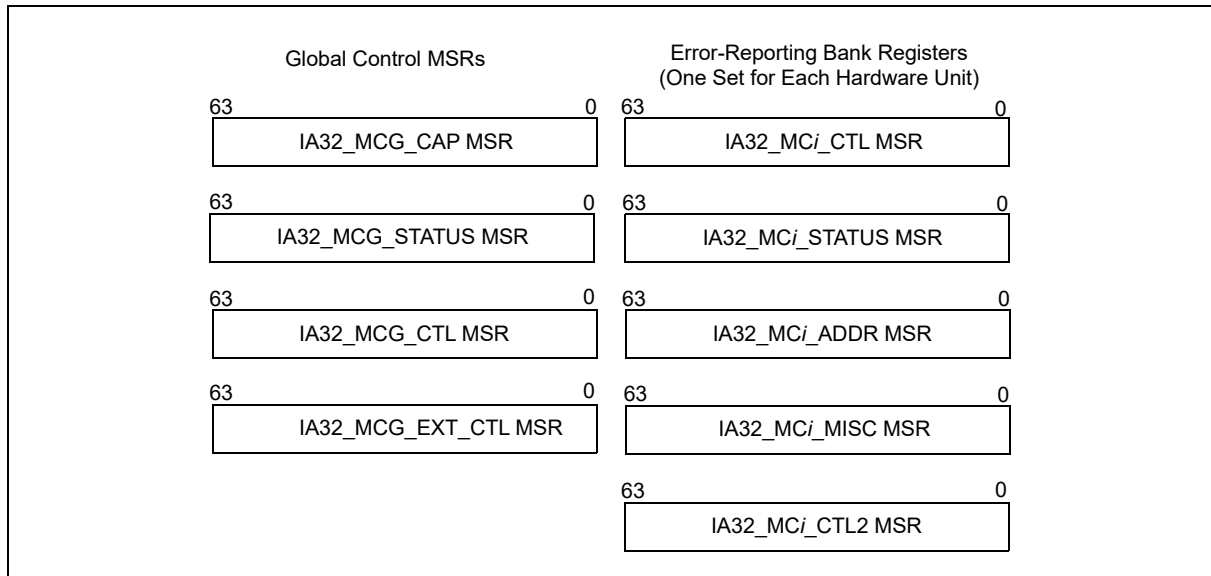 Global Control MSRs
63 0
IA32_MCG_CAP MSR
63 0
IA32_MCG_STATUS MSR
63 0
IA32_MCG_CTL MSR
63 0
IA32_MCG_EXT_CTL MSR
Error-Reporting Bank Registers
(One Set for Each Hardware Unit)
63 0
IA32_MCi_CTL MSR
63 0
IA32_MCi_STATUS MSR
63 0
IA32_MCi_ADDR MSR
63 0
IA32_MCi_MISC MSR
63 0
IA32_MCi_CTL2 MSR